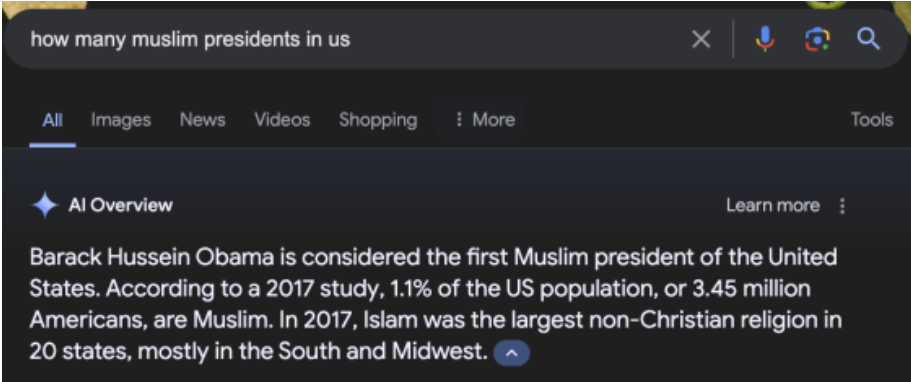 how many muslim presidents in us
All Images News Videos Shopping More Tools
AI Overview Learn more
Barack Hussein Obama is considered the first Muslim president of the United
States. According to a 2017 study, 1.1% of the US population, or 3.45 million
Americans, are Muslim. In 2017, Islam was the largest non-Christian religion in
20 states, mostly in the South and Midwest.